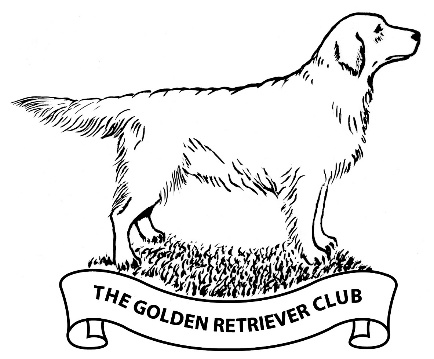 THE GOLDEN RETRIEVER CLUB